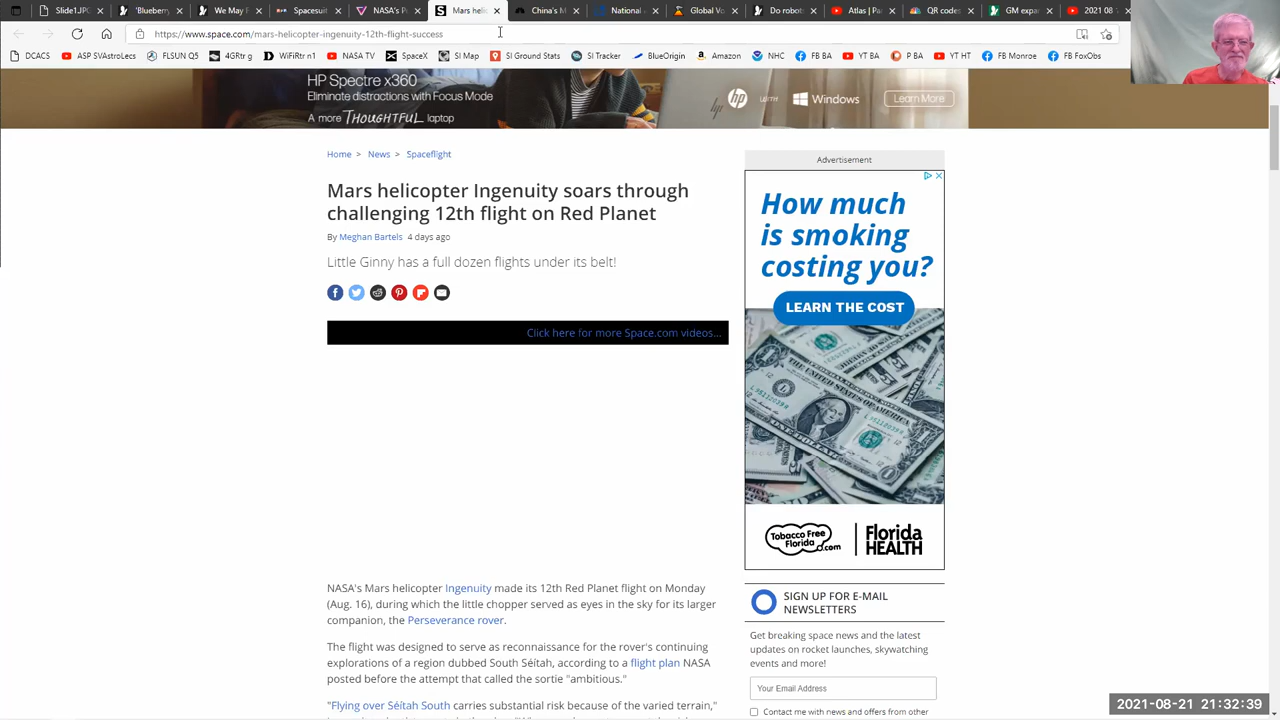 Slide1.JPC
'Blueberr
We May F
Spacesuit
NASA's P
Mars heli
China's M
National
Global Vo
Do robot
Atlas | Pa
QR codes
GM expa
2021 08
https://www.space.com/mars-helicopter-ingenuity-12th-flight-success
DCACS
ASP SVAstroLecs
FLSUN Q5
4GRtr g
WiFiRtr n1
NASA TV
SpaceX
SI Map
SI Ground Stats
SI Tracker
BlueOrigin
Amazon
NHC
FB BA
YT BA
P BA
YT HT
FB Monroe
FB FoxObs
HP Spectre x360
Eliminate distractions with Focus Mode
A more THOUGHTFUL laptop
hp
Windows
Learn More
Home > News > Spaceflight
Mars helicopter Ingenuity soars through
challenging 12th flight on Red Planet
By Meghan Bartels 4 days ago
Little Ginny has a full dozen flights under its belt!
Click here for more Space.com videos...
NASA's Mars helicopter Ingenuity made its 12th Red Planet flight on Monday
(Aug. 16), during which the little chopper served as eyes in the sky for its larger
companion, the Perseverance rover.
The flight was designed to serve as reconnaissance for the rover's continuing
explorations of a region dubbed South Séítah, according to a flight plan NASA
posted before the attempt that called the sortie "ambitious."
"Flying over Séítah South carries substantial risk because of the varied terrain,"
Advertisement
How much
is smoking
costing you?
LEARN THE COST
Tobacco Free
Florida
.com
Florida
HEALTH
SIGN UP FOR E-MAIL
NEWSLETTERS
Get breaking space news and the latest
updates on rocket launches, skywatching
events and more!
Your Email Address
Contact me with news and offers from other
2021-08-21 21:32:39